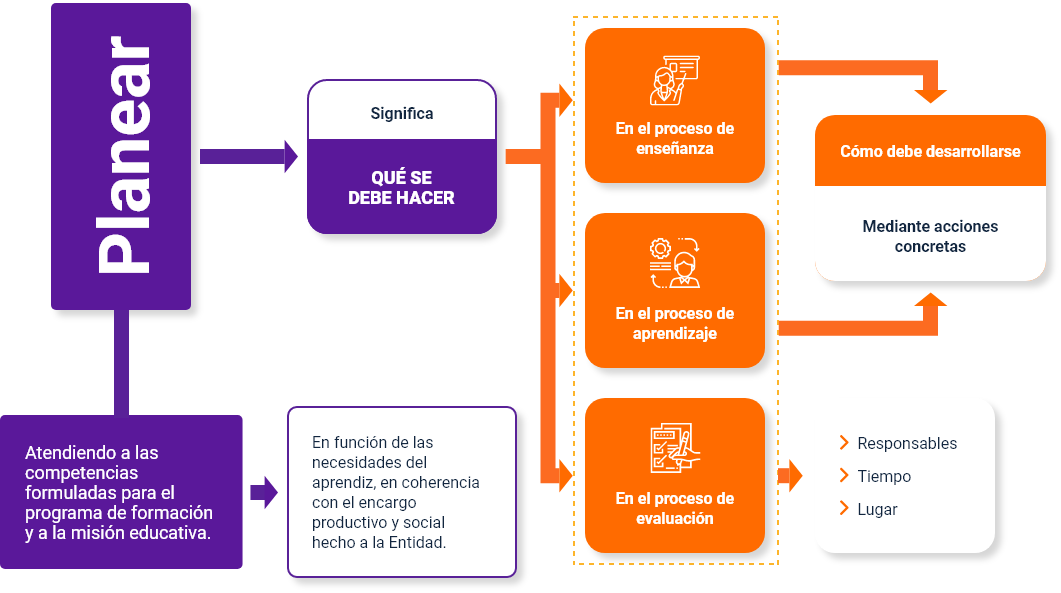 Planear
Significa
QUÉ SE
DEBE HACER
En el proceso de
enseñanza
En el proceso de
aprendizaje
En el proceso de
evaluación
Cómo debe desarrollarse
Mediante acciones
concretas
Responsables
Tiempo
Lugar
Atendiendo a las
competencias
formuladas para el
programa de formación
y a la misión educativa.
En función de las
necesidades del
aprendiz, en coherencia
con el encargo
productivo y social
hecho a la Entidad.